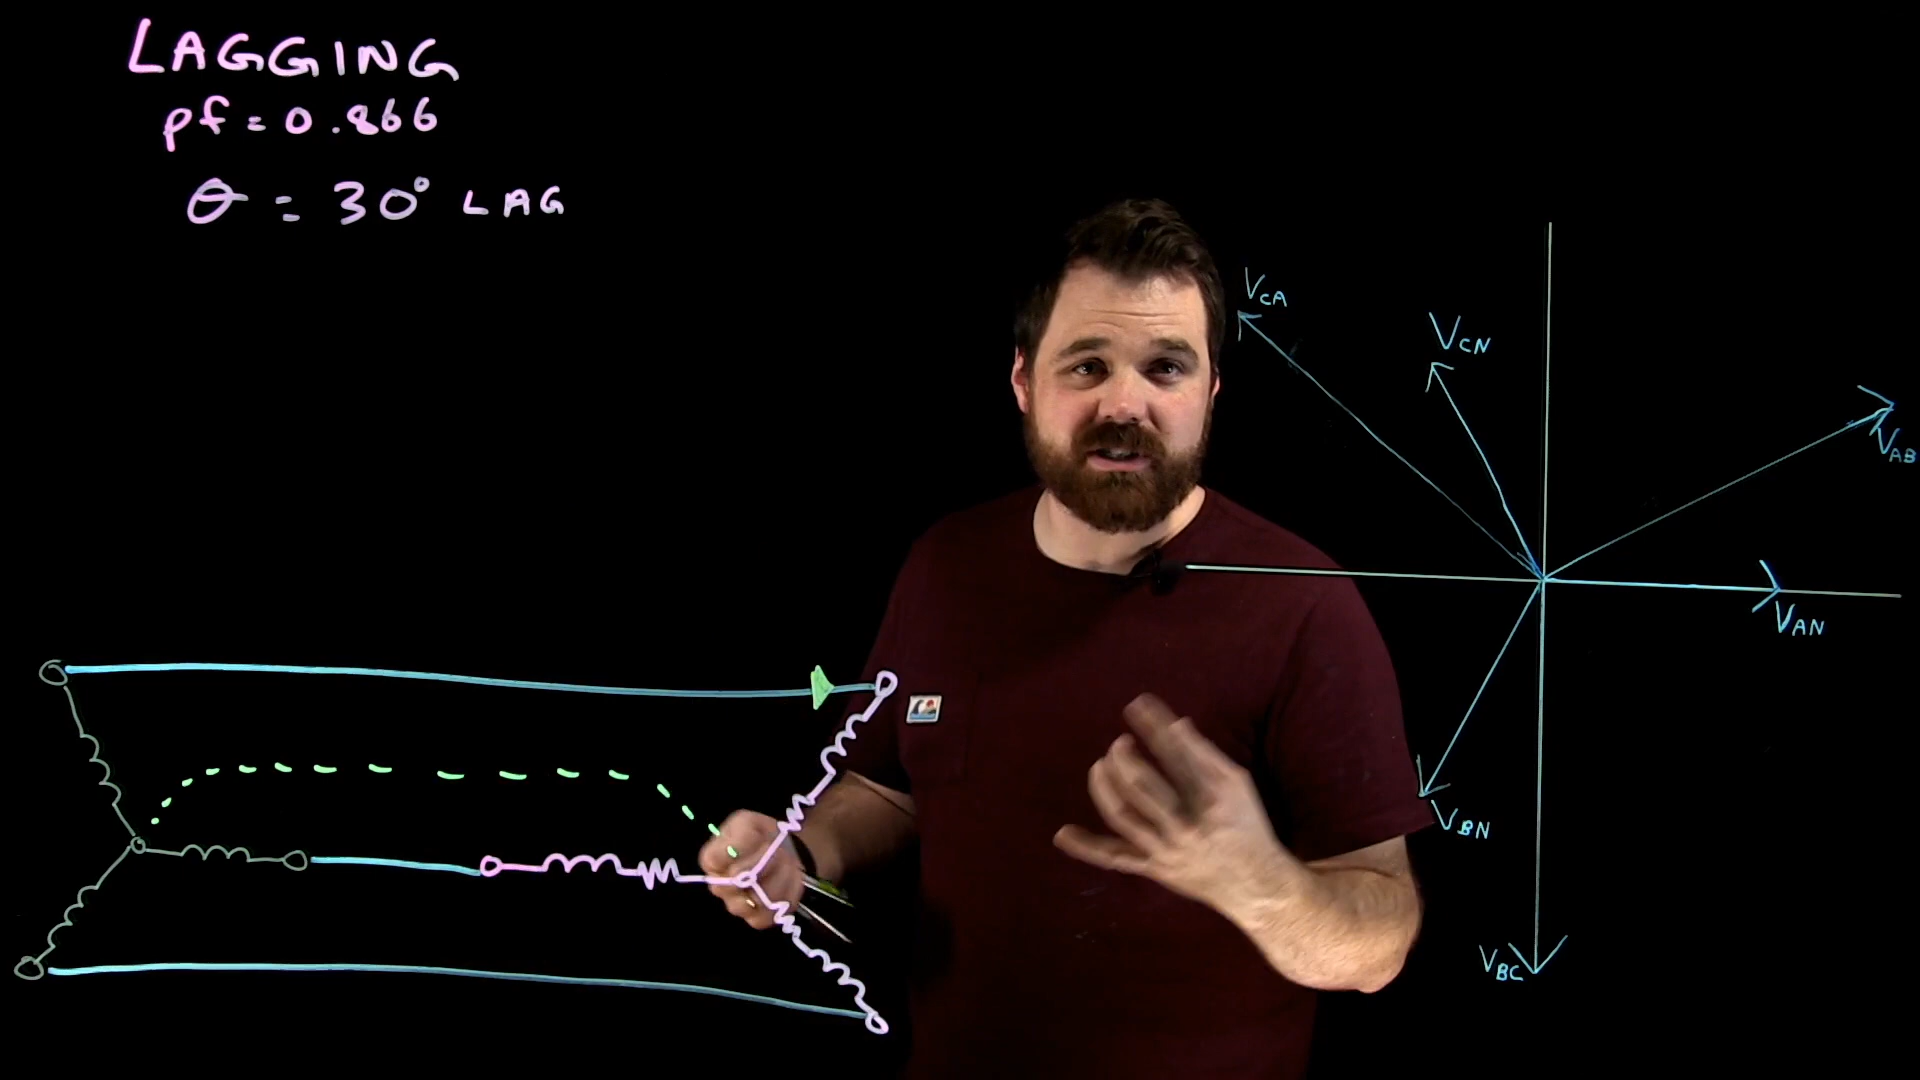 LAGGING
pf = 0.866
θ = 30° LAG
VCA
VCN
VAB
VAN
VBN
VBC